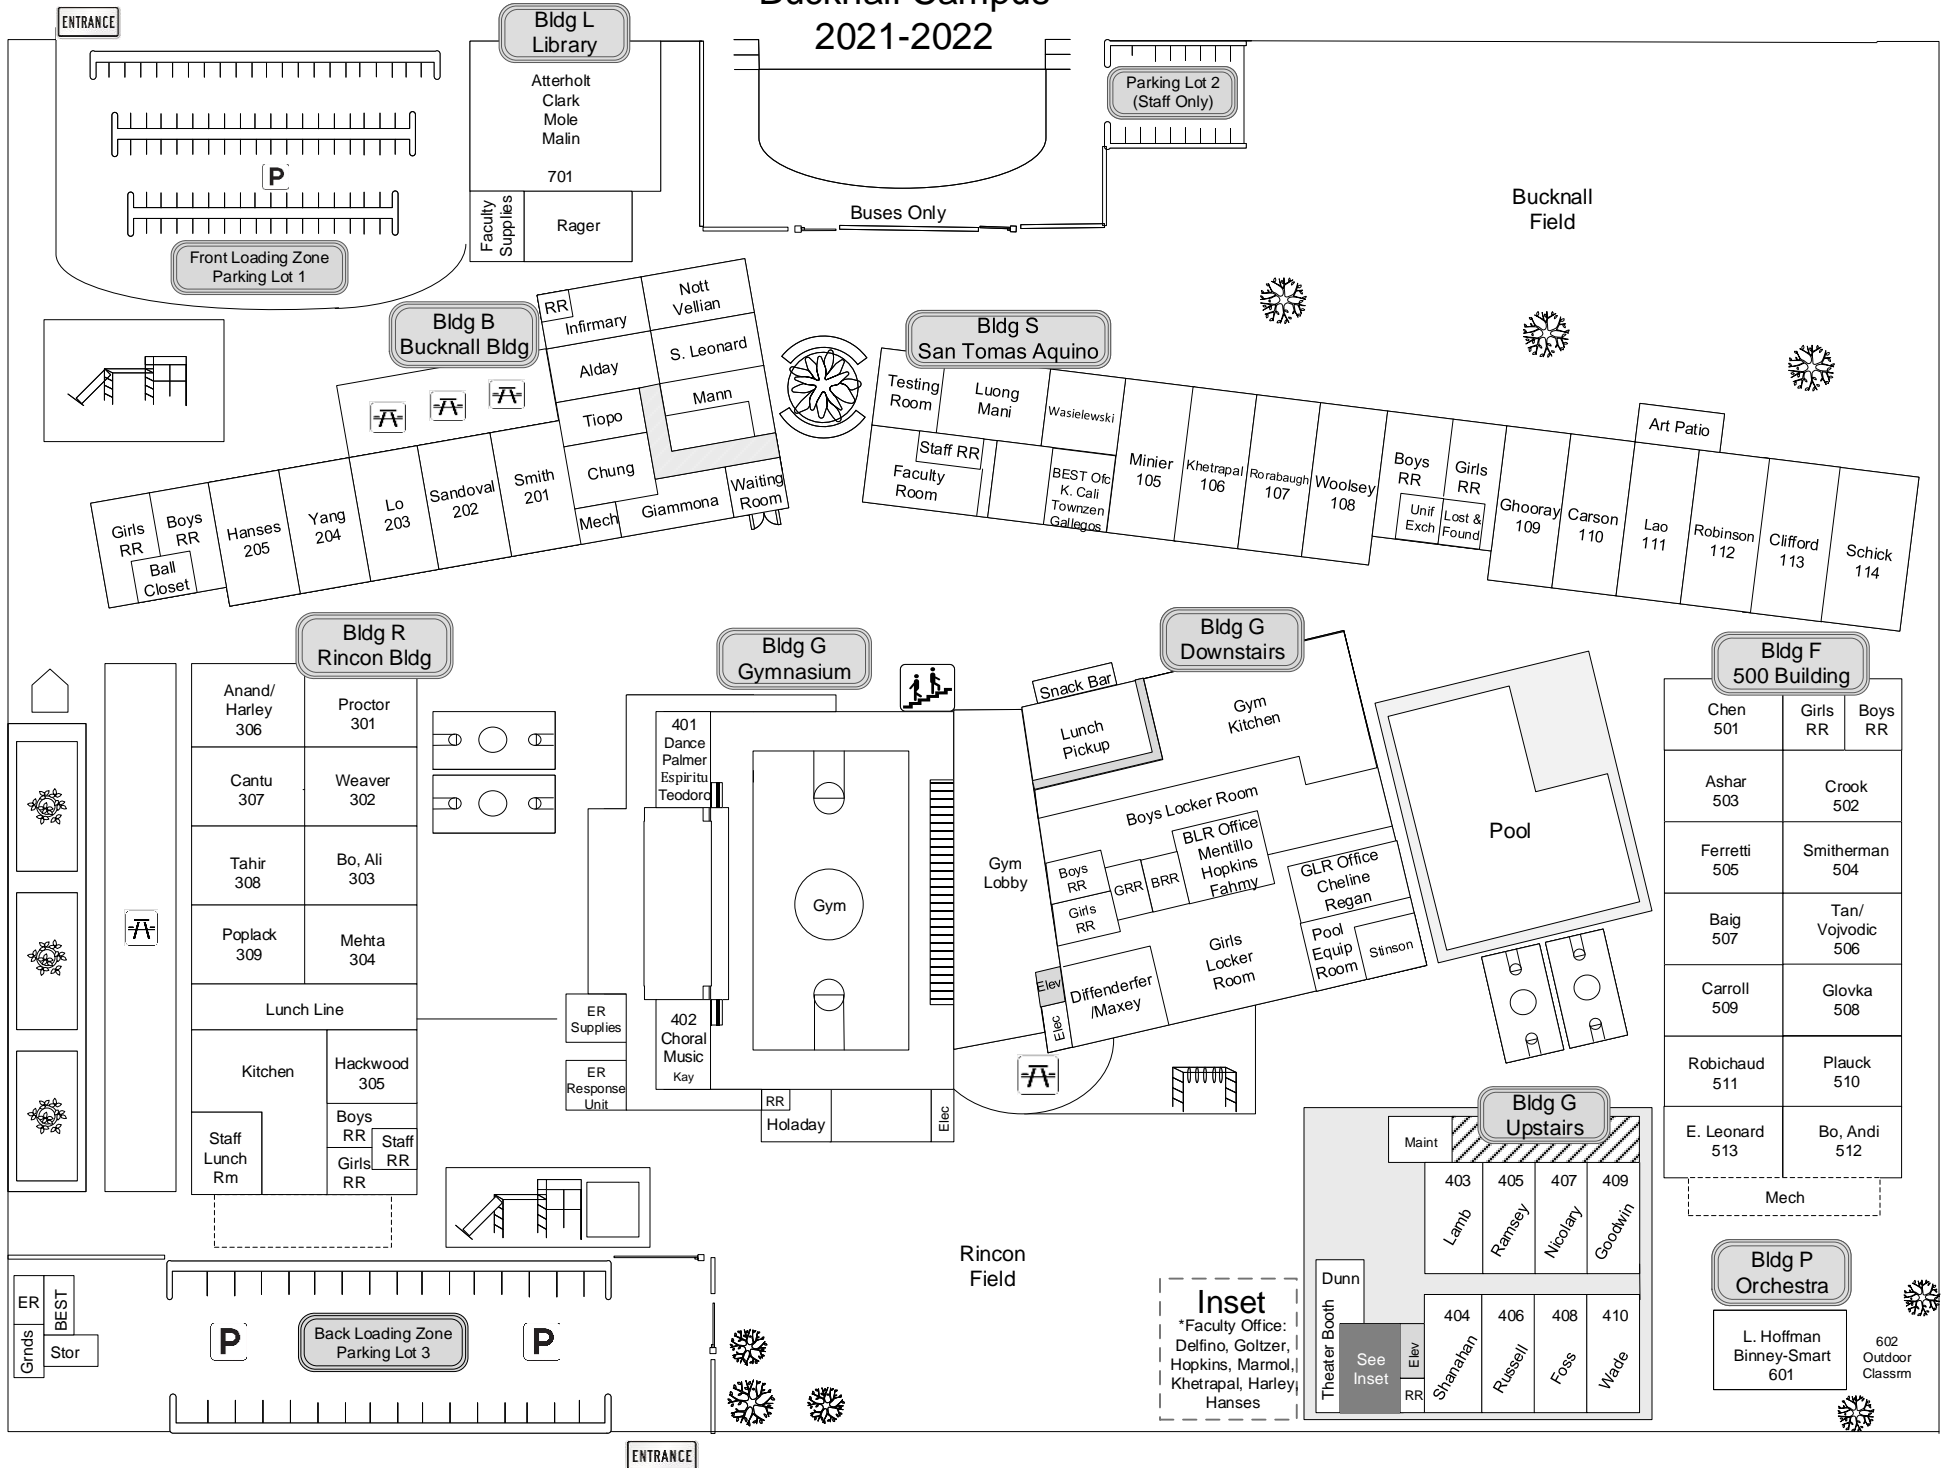 Bucknall Campus
2021-2022
ENTRANCE
Bldg L
Library
Atterholt
Clark
Mole
Malin
701
Faculty
Supplies
Rager
P
Front Loading Zone
Parking Lot 1
Buses Only
Parking Lot 2
(Staff Only)
Bucknall
Field
Bldg B
Bucknall Bldg
RR
Infirmary
Nott
Vellian
Alday
S. Leonard
Tiopo
Mann
Chung
Mech
Giammona
Waiting
Room
Smith
201
Sandoval
202
Lo
203
Yang
204
Hanses
205
Boys
RR
Girls
RR
Ball
Closet
Bldg S
San Tomas Aquino
Testing
Room
Luong
Mani
Wasielewski
Staff RR
Faculty
Room
BEST Ofc
K. Cali
Townzen
Gallegos
Minier
105
Khetrapal
106
Rorabaugh
107
Woolsey
108
Boys
RR
Girls
RR
Unif
Exch
Lost &
Found
Ghooray
109
Carson
110
Art Patio
Lao
111
Robinson
112
Clifford
113
Schick
114
Bldg R
Rincon Bldg
Anand/
Harley
306
Proctor
301
Cantu
307
Weaver
302
Tahir
308
Bo, Ali
303
Poplack
309
Mehta
304
Lunch Line
Kitchen
Hackwood
305
Boys
RR
Staff
RR
Girls
RR
Staff
Lunch
Rm
Bldg G
Gymnasium
401
Dance
Palmer
Espiritu
Teodoro
Gym
ER
Supplies
ER
Response
Unit
402
Choral
Music
Kay
RR
Holaday
Elec
Gym
Lobby
Bldg G
Downstairs
Snack Bar
Lunch
Pickup
Gym
Kitchen
Boys Locker Room
BLR Office
Mentillo
Hopkins
Fahmy
Boys
RR
GRR
BRR
Girls
RR
GLR Office
Cheline
Regan
Pool
Equip
Room
Stinson
Girls
Locker
Room
Elev
Elec
Diffenderfer
/Maxey
Pool
Bldg F
500 Building
Chen
501
Girls
RR
Boys
RR
Ashar
503
Crook
502
Ferretti
505
Smitherman
504
Baig
507
Tan/
Vojvodic
506
Carroll
509
Glovka
508
Robichaud
511
Plauck
510
E. Leonard
513
Bo, Andi
512
Mech
Bldg G
Upstairs
Maint
403
Lamb
405
Ramsey
407
Nicolary
409
Goodwin
Dunn
Theater Booth
See
Inset
Elev
RR
404
Shanahan
406
Russell
408
Foss
410
Wade
Inset
*Faculty Office:
Delfino, Goltzer,
Hopkins, Marmol,
Khetrapal, Harley,
Hanses
Rincon
Field
Bldg P
Orchestra
L. Hoffman
Binney-Smart
601
602
Outdoor
Classrm
ER
BEST
Grnds
Stor
P
Back Loading Zone
Parking Lot 3
P
ENTRANCE